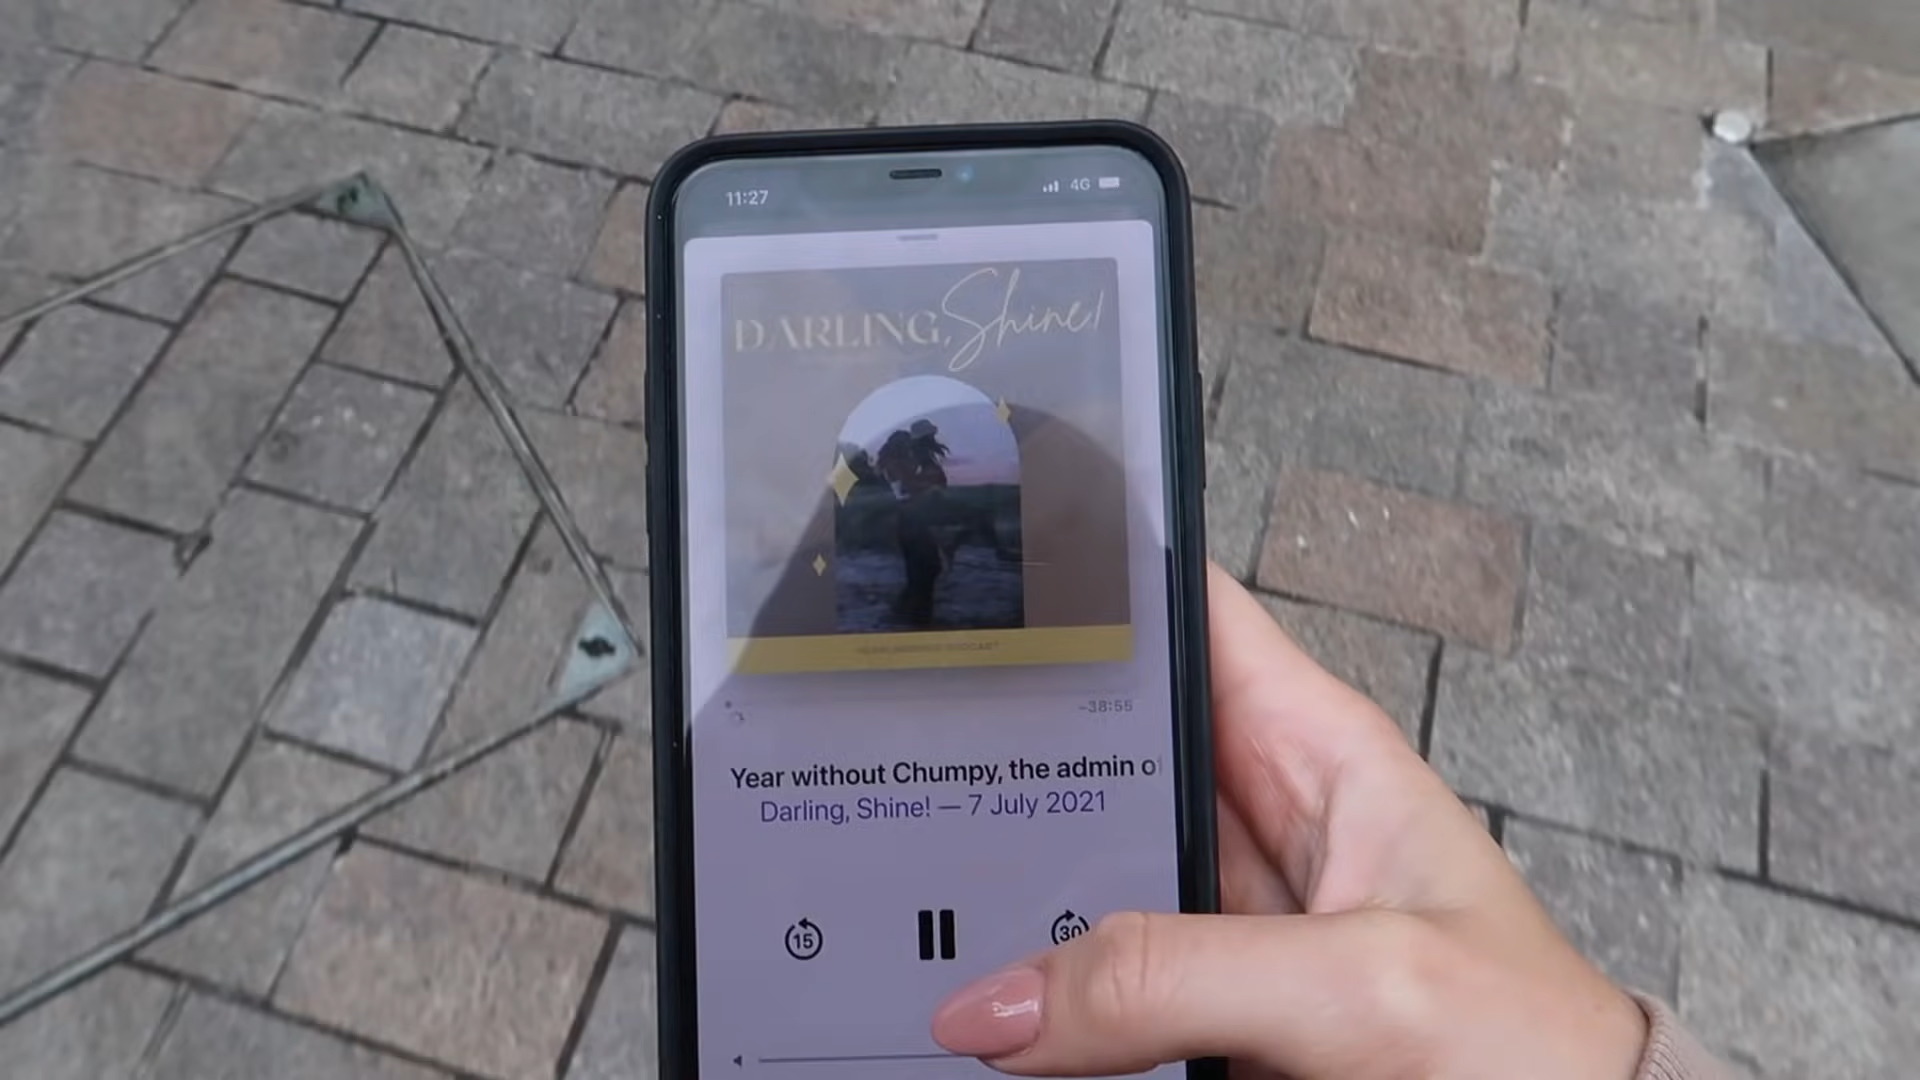 11:27
4G
DARLING, Shine!
-38:55
Year without Chumpy, the admin o
Darling, Shine! — 7 July 2021
15
30